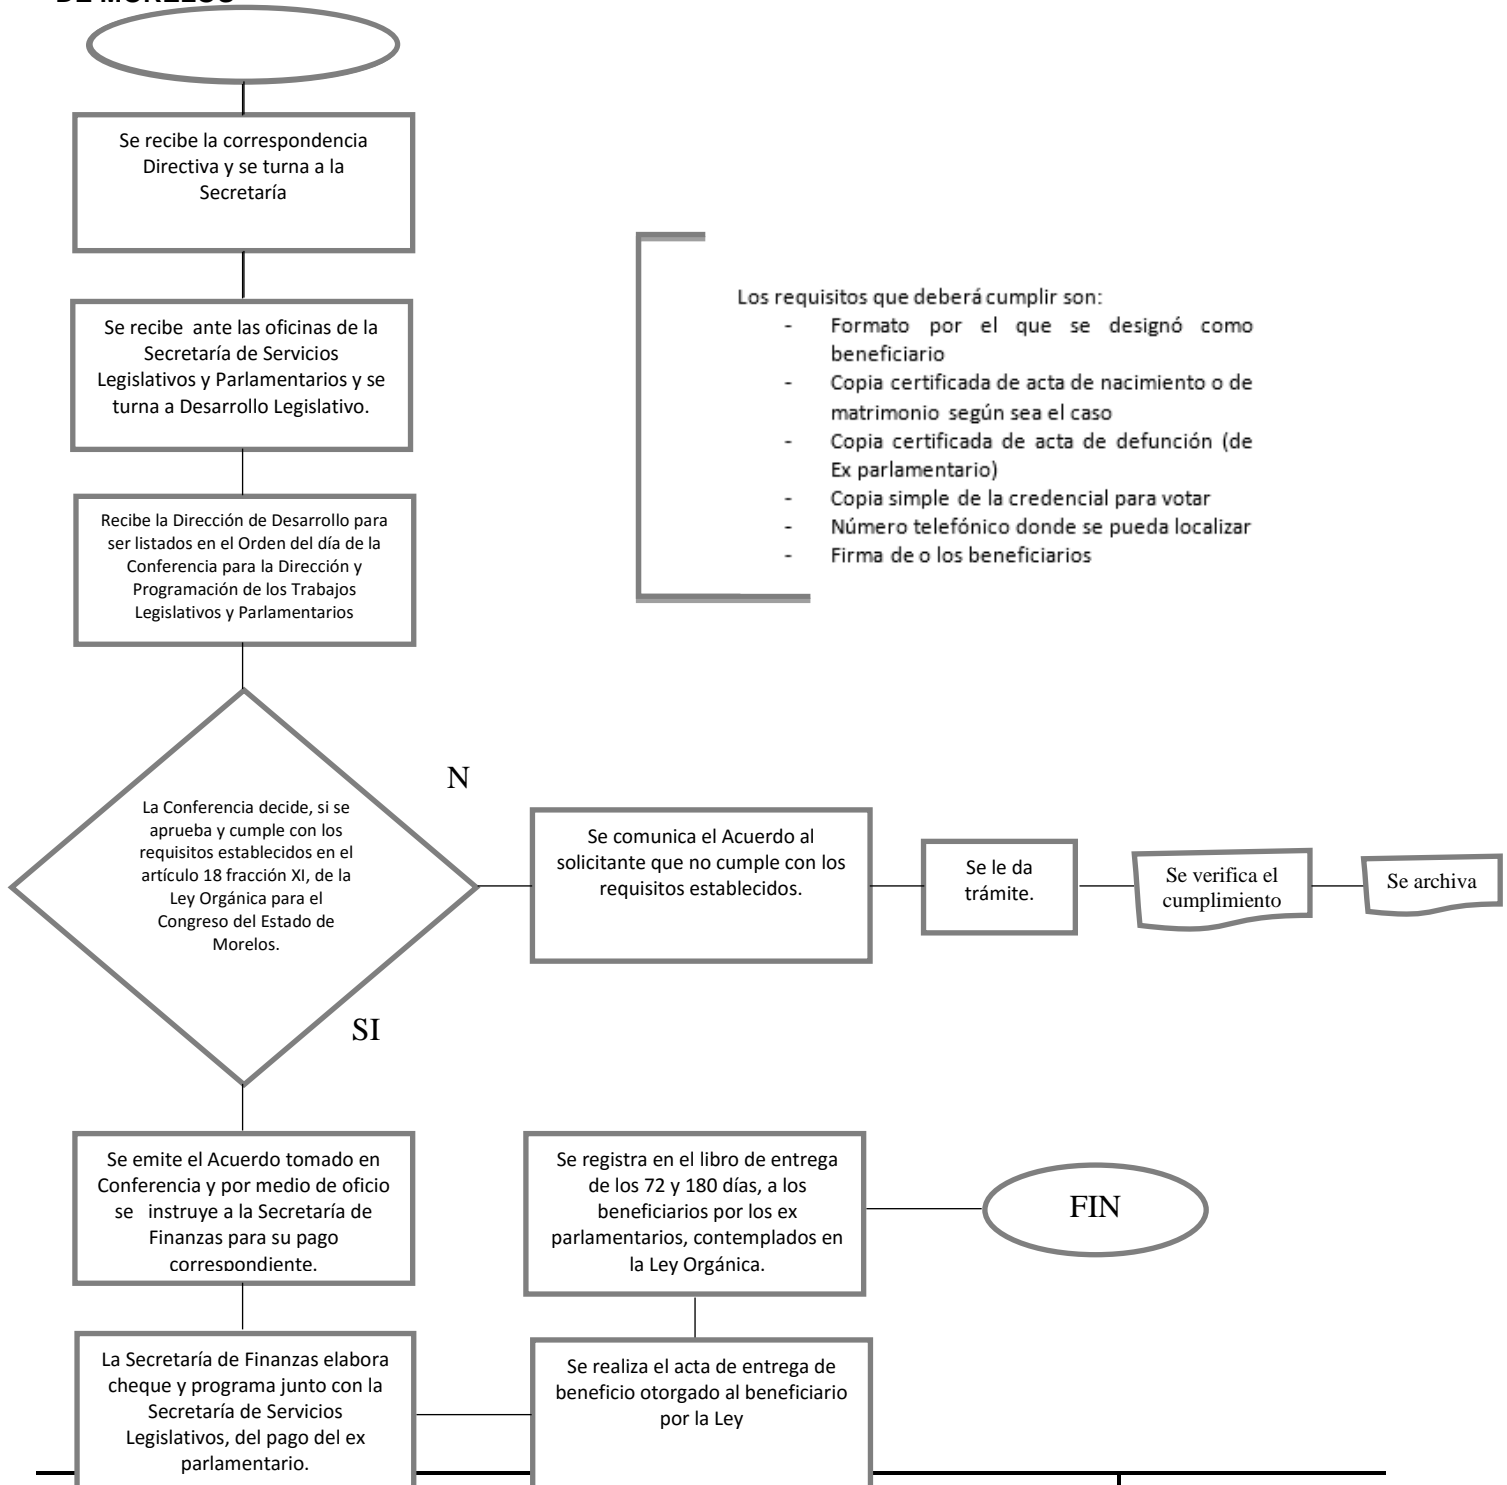 DE MORELOS
Se recibe la correspondencia
Directiva y se turna a la
Secretaría
Se recibe ante las oficinas de la
Secretaría de Servicios
Legislativos y Parlamentarios y se
turna a Desarrollo Legislativo.
Recibe la Dirección de Desarrollo para
ser listados en el Orden del día de la
Conferencia para la Dirección y
Programación de los Trabajos
Legislativos y Parlamentarios
Los requisitos que deberá cumplir son:
- Formato por el que se designó como
beneficiario
- Copia certificada de acta de nacimiento o de
matrimonio según sea el caso
- Copia certificada de acta de defunción (de
Ex parlamentario)
- Copia simple de la credencial para votar
- Número telefónico donde se pueda localizar
- Firma de o los beneficiarios
La Conferencia decide, si se
aprueba y cumple con los
requisitos establecidos en el
artículo 18 fracción XI, de la
Ley Orgánica para el
Congreso del Estado de
Morelos.
N
Se comunica el Acuerdo al
solicitante que no cumple con los
requisitos establecidos.
Se le da
trámite.
Se verifica el
cumplimiento
Se archiva
SI
Se emite el Acuerdo tomado en
Conferencia y por medio de oficio
se instruye a la Secretaría de
Finanzas para su pago
correspondiente.
La Secretaría de Finanzas elabora
cheque y programa junto con la
Secretaría de Servicios
Legislativos, del pago del ex
parlamentario.
Se realiza el acta de entrega de
beneficio otorgado al beneficiario
por la Ley
Se registra en el libro de entrega
de los 72 y 180 días, a los
beneficiarios por los ex
parlamentarios, contemplados en
la Ley Orgánica.
FIN